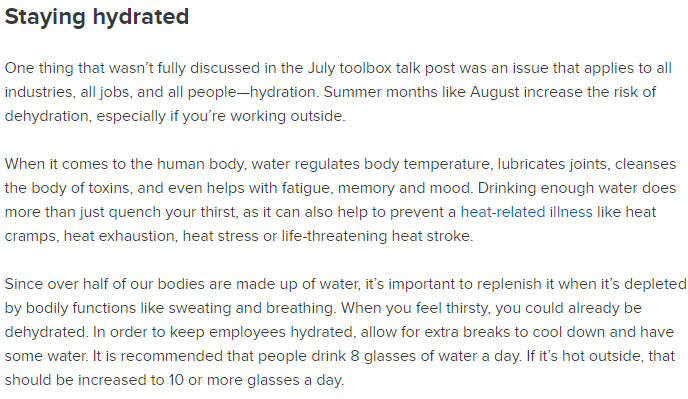 Staying hydrated
One thing that wasn’t fully discussed in the July toolbox talk post was an issue that applies to all
industries, all jobs, and all people—hydration. Summer months like August increase the risk of
dehydration, especially if you’re working outside.
When it comes to the human body, water regulates body temperature, lubricates joints, cleanses
the body of toxins, and even helps with fatigue, memory and mood. Drinking enough water does
more than just quench your thirst, as it can also help to prevent a heat-related illness like heat
cramps, heat exhaustion, heat stress or life-threatening heat stroke.
Since over half of our bodies are made up of water, it’s important to replenish it when it’s depleted
by bodily functions like sweating and breathing. When you feel thirsty, you could already be
dehydrated. In order to keep employees hydrated, allow for extra breaks to cool down and have
some water. It is recommended that people drink 8 glasses of water a day. If it’s hot outside, that
should be increased to 10 or more glasses a day.